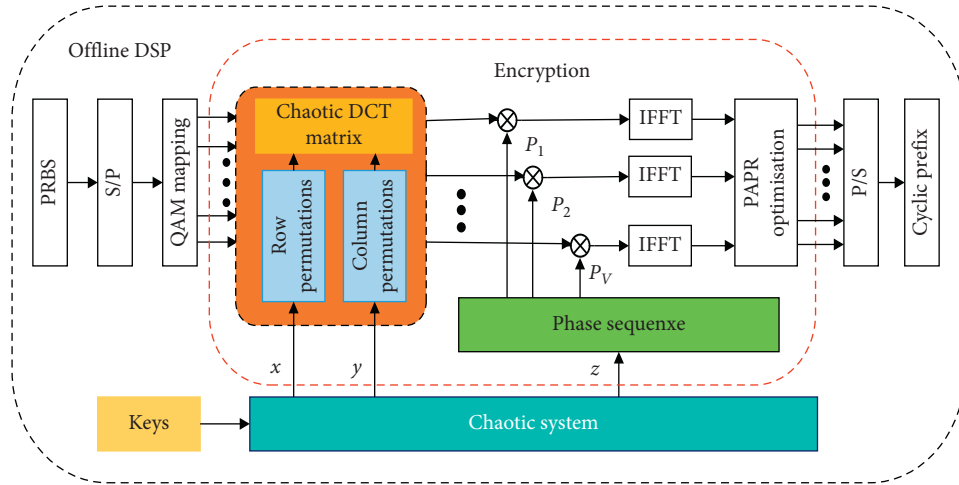 Offline DSP
Encryption
PRBS
S/P
QAM mapping
Chaotic DCT
matrix
Row
permutations
Column
permutations
P1
P2
PV
IFFT
IFFT
IFFT
PAPR
optimisation
P/S
Cyclic prefix
Phase sequenxe
x
y
z
Keys
Chaotic system